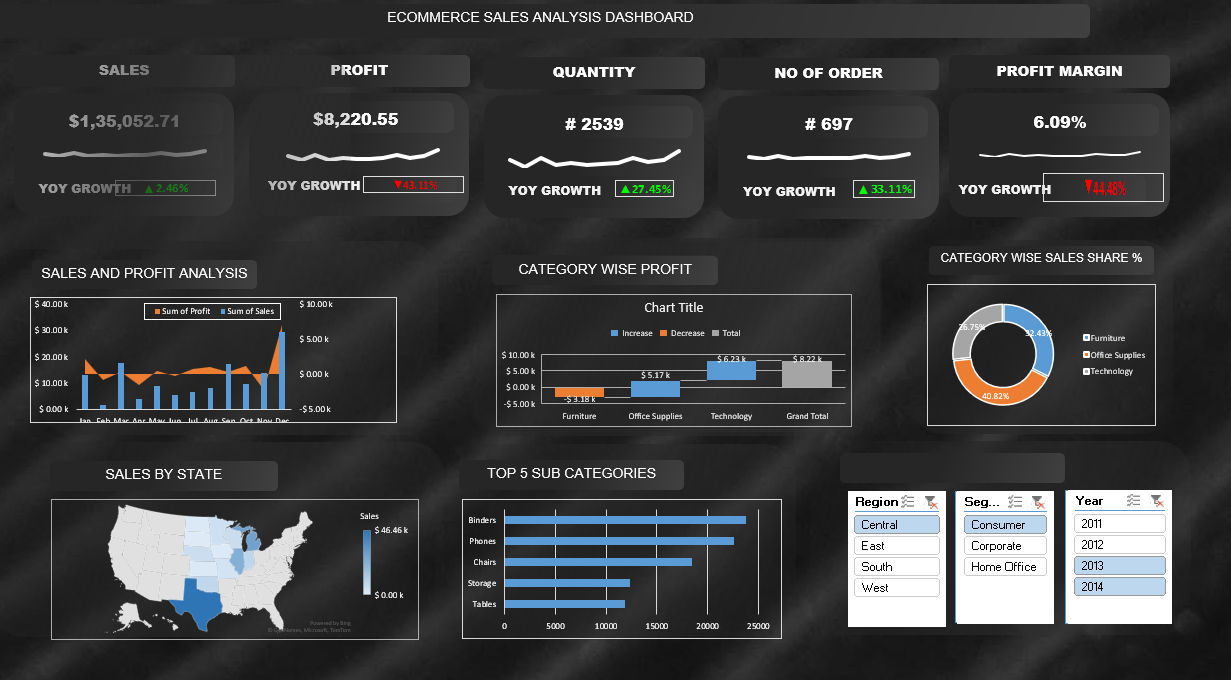 ECOMMERCE SALES ANALYSIS DASHBOARD
SALES
PROFIT
QUANTITY
NO OF ORDER
PROFIT MARGIN
$1,35,052.71
$8,220.55
# 2539
# 697
6.09%
YOY GROWTH ▲ 2.46%
YOY GROWTH ▼43.11%
YOY GROWTH ▲ 27.45%
YOY GROWTH ▲ 33.11%
YOY GROWTH ▼44.48%
SALES AND PROFIT ANALYSIS
Sum of Profit Sum of Sales
$ 40.00 k
$ 30.00 k
$ 20.00 k
$ 10.00 k
$ 0.00 k
$ 10.00 k
$ 5.00 k
$ 0.00 k
-$ 5.00 k
Jan Feb Mar Apr May Jun Jul Aug Sep Oct Nov Dec
CATEGORY WISE PROFIT
Chart Title
Increase Decrease Total
$ 10.00 k
$ 5.00 k
$ 0.00 k
-$ 5.00 k
-$ 3.18 k
$ 5.17 k
$ 6.23 k
$ 8.22 k
Furniture Office Supplies Technology Grand Total
CATEGORY WISE SALES SHARE %
26.75%
32.43%
40.82%
Furniture
Office Supplies
Technology
SALES BY STATE
Sales
$ 46.46 k
$ 0.00 k
Powered by Bing
© GeoNames, Microsoft, TomTom
TOP 5 SUB CATEGORIES
Binders
Phones
Chairs
Storage
Tables
0 5000 10000 15000 20000 25000
Region
Central
East
South
West
Seg...
Consumer
Corporate
Home Office
Year
2011
2012
2013
2014